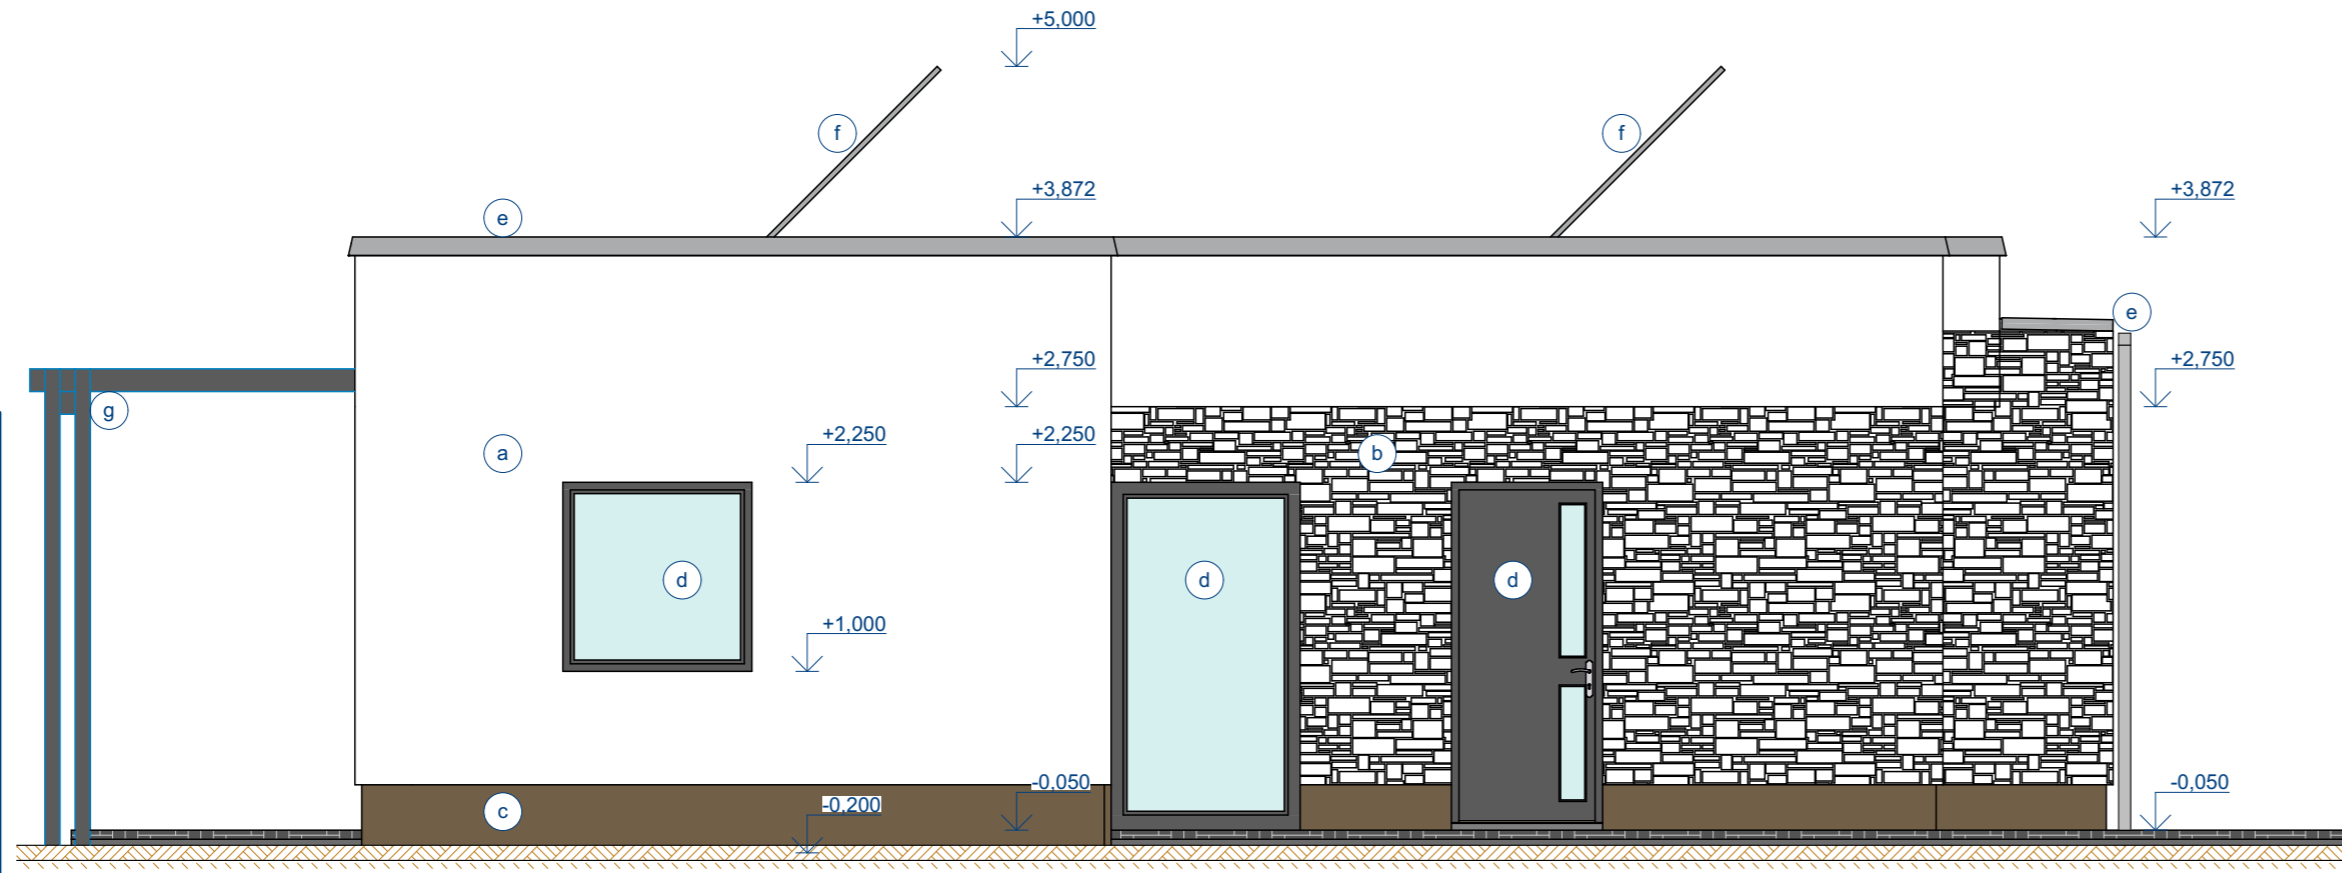 +5,000
f
f
+3,872
+3,872
e
e
+2,750
+2,750
g
+2,250
+2,250
a
b
d
d
d
+1,000
-0,050
-0,050
-0,200
c